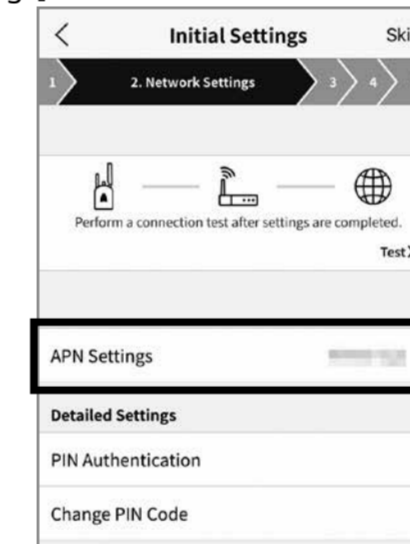 Initial Settings
1
2. Network Settings
3
4
Perform a connection test after settings are completed.
Test
APN Settings
Detailed Settings
PIN Authentication
Change PIN Code